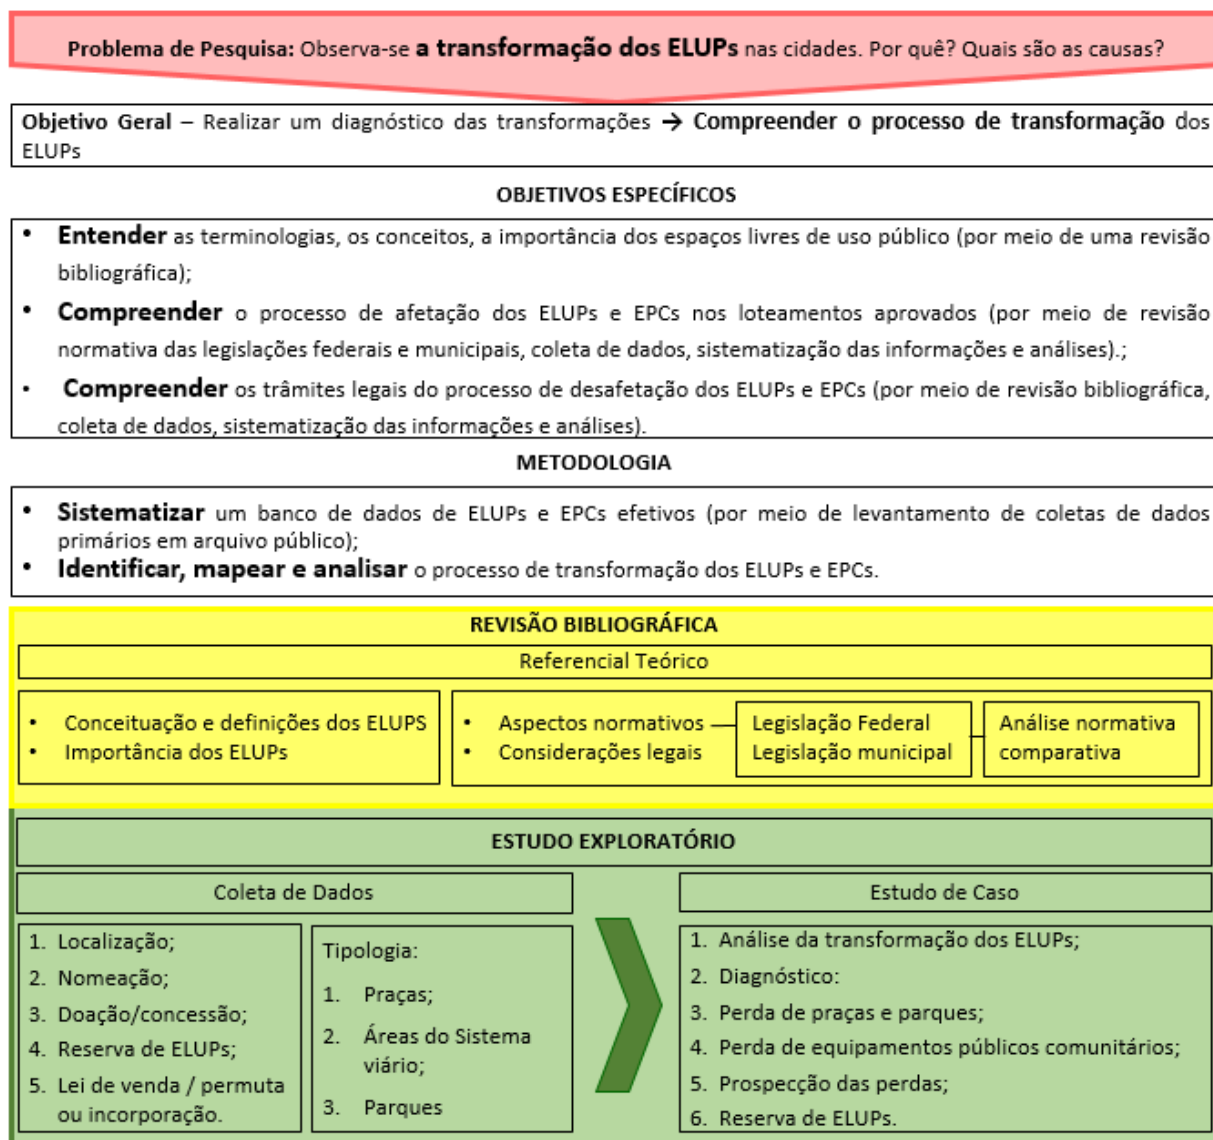 Problema de Pesquisa: Observa-se a transformação dos ELUPs nas cidades. Por quê? Quais são as causas?
Objetivo Geral – Realizar um diagnóstico das transformações → Compreender o processo de transformação dos
ELUPs
OBJETIVOS ESPECÍFICOS
• Entender as terminologias, os conceitos, a importância dos espaços livres de uso público (por meio de uma revisão
bibliográfica);
• Compreender o processo de afetação dos ELUPs e EPCs nos loteamentos aprovados (por meio de revisão
normativa das legislações federais e municipais, coleta de dados, sistematização das informações e análises).;
• Compreender os trâmites legais do processo de desafetação dos ELUPs e EPCs (por meio de revisão bibliográfica,
coleta de dados, sistematização das informações e análises).
METODOLOGIA
• Sistematizar um banco de dados de ELUPs e EPCs efetivos (por meio de levantamento de coletas de dados
primários em arquivo público);
• Identificar, mapear e analisar o processo de transformação dos ELUPs e EPCs.
REVISÃO BIBLIOGRÁFICA
Referencial Teórico
• Conceituação e definições dos ELUPS
• Importância dos ELUPs
• Aspectos normativos
• Considerações legais
Legislação Federal
Legislação municipal
Análise normativa
comparativa
ESTUDO EXPLORATÓRIO
Coleta de Dados
1. Localização;
2. Nomeação;
3. Doação/concessão;
4. Reserva de ELUPs;
5. Lei de venda / permuta
ou incorporação.
Tipologia:
1. Praças;
2. Áreas do Sistema
viário;
3. Parques
Estudo de Caso
1. Análise da transformação dos ELUPs;
2. Diagnóstico:
3. Perda de praças e parques;
4. Perda de equipamentos públicos comunitários;
5. Prospecção das perdas;
6. Reserva de ELUPs.